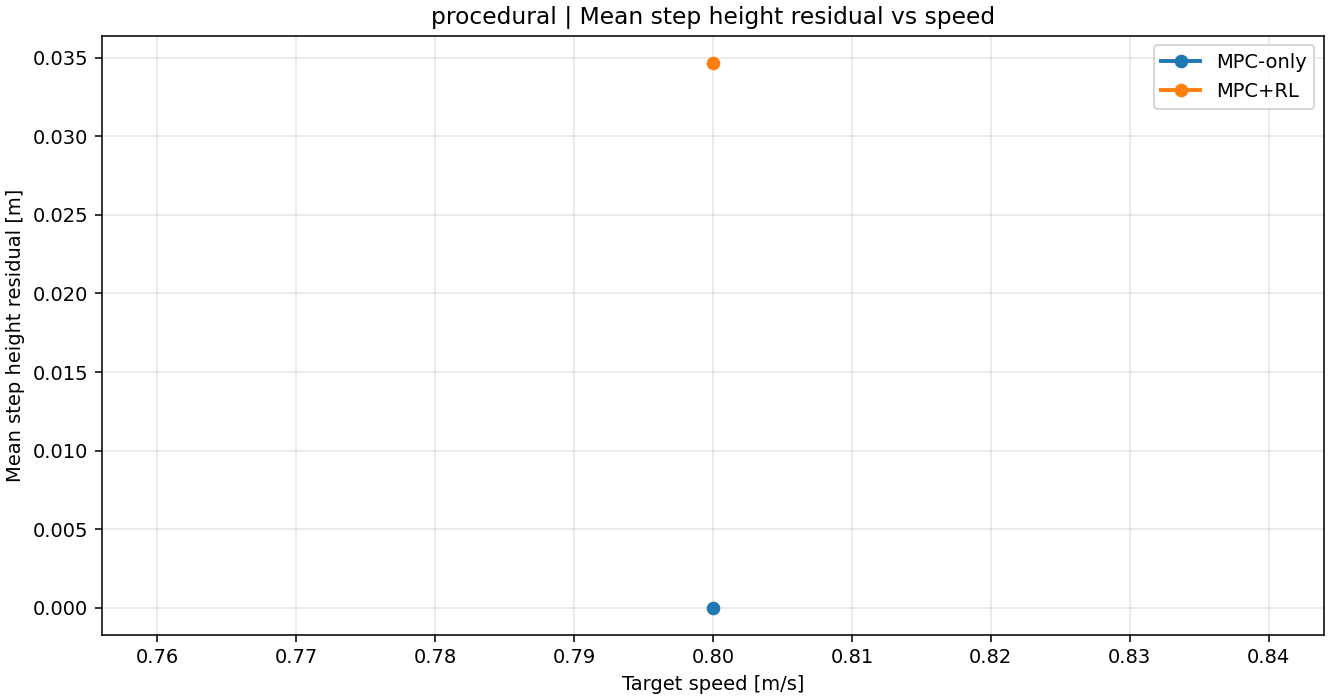 procedural | Mean step height residual vs speed
MPC-only
MPC+RL
Mean step height residual [m]
0.035
0.030
0.025
0.020
0.015
0.010
0.005
0.000
0.76 0.77 0.78 0.79 0.80 0.81 0.82 0.83 0.84
Target speed [m/s]